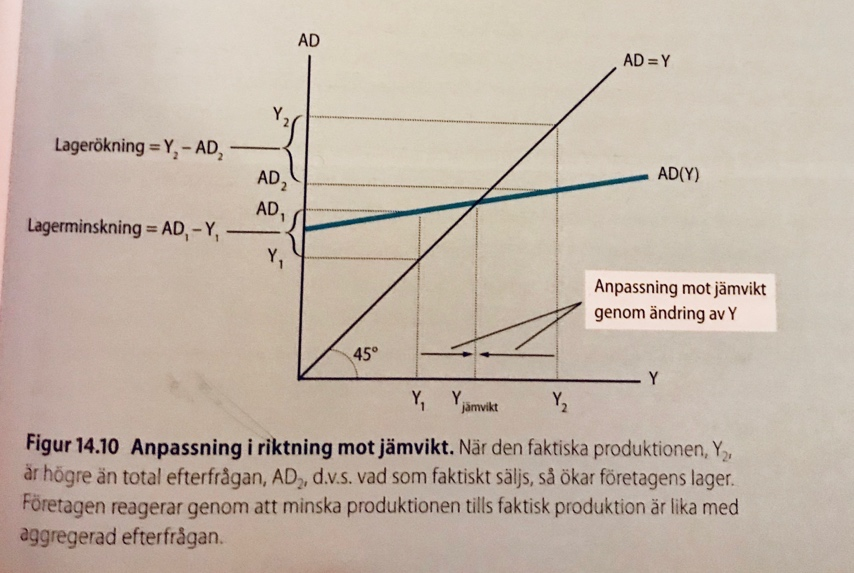 AD
AD = Y
Y₂
Lagerökning = Y₂ – AD₂
AD₂
AD(Y)
AD₁
Lagerminskning = AD₁ – Y₁
Y₁
Anpassning mot jämvikt
genom ändring av Y
45°
Y
Y₁
Y jämvikt
Y₂
Figur 14.10 Anpassning i riktning mot jämvikt. När den faktiska produktionen, Y₂,
är högre än total efterfrågan, AD₂, d.v.s. vad som faktiskt säljs, så ökar företagens lager.
Företagen reagerar genom att minska produktionen tills faktisk produktion är lika med
aggregerad efterfrågan.